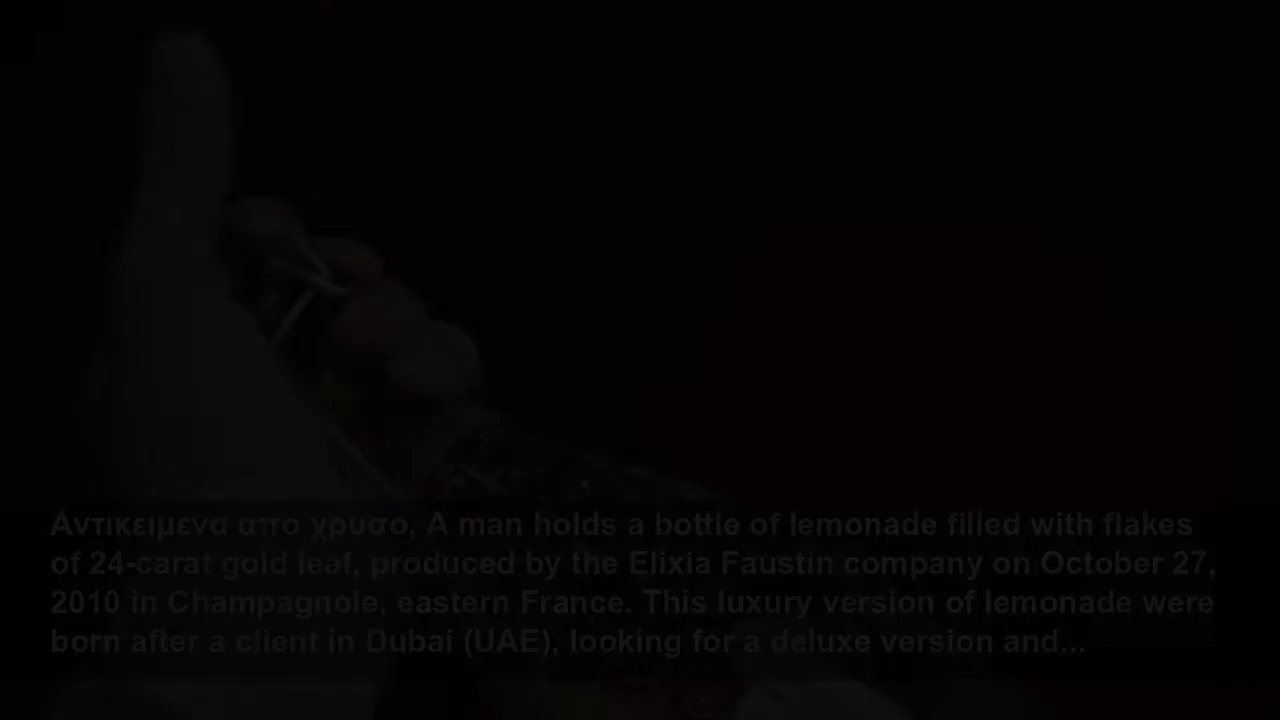 Αντικειμενα απο χρυσο, A man holds a bottle of lemonade filled with flakes
of 24-carat gold leaf, produced by the Elixia Faustin company on October 27,
2010 in Champagnole, eastern France. This luxury version of lemonade were
born after a client in Dubai (UAE), looking for a deluxe version and...